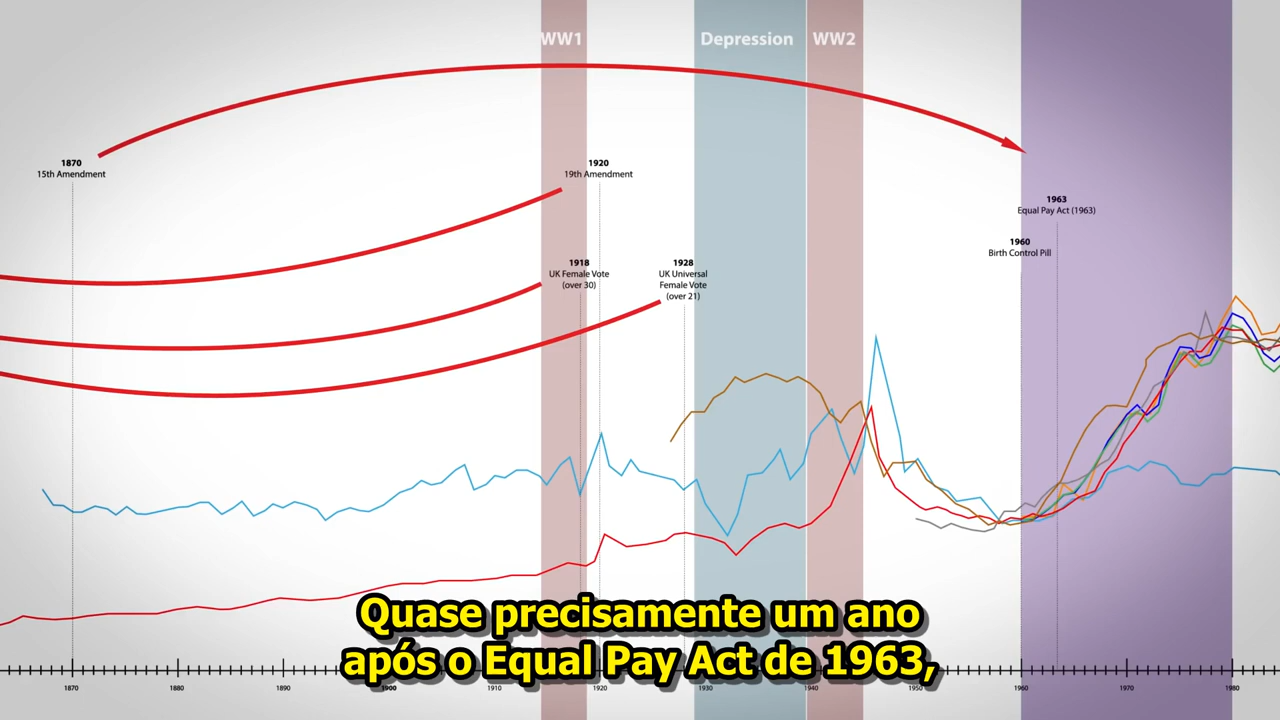 WW1
Depression
WW2
1870
15th Amendment
1920
19th Amendment
1963
Equal Pay Act (1963)
1960
Birth Control Pill
1918
UK Female Vote
(over 30)
1928
UK Universal
Female Vote
(over 21)
Quase precisamente um ano
após o Equal Pay Act de 1963,
1870 1880 1890 1900 1910 1920 1930 1940 1950 1960 1970 1980